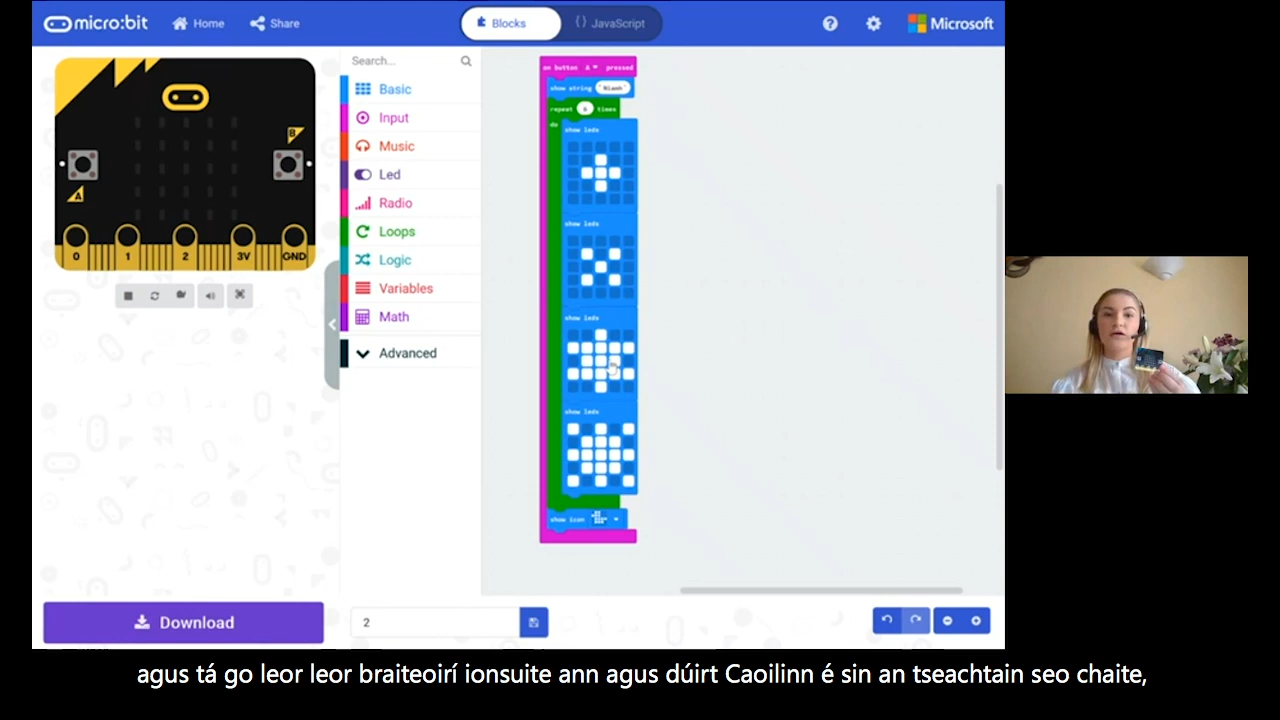 micro:bit Home Share Blocks {} JavaScript ? Microsoft
Search...
Basic
Input
Music
Led
Radio
Loops
Logic
Variables
Math
Advanced
B
A
0 1 2 3V GND
on button A pressed
show string "Niamh"
repeat times
do
show leds
show leds
show leds
show leds
show icon
Download
2
agus tá go leor leor braiteoirí ionsuite ann agus dúirt Caoilinn é sin an tseachtain seo chaite,